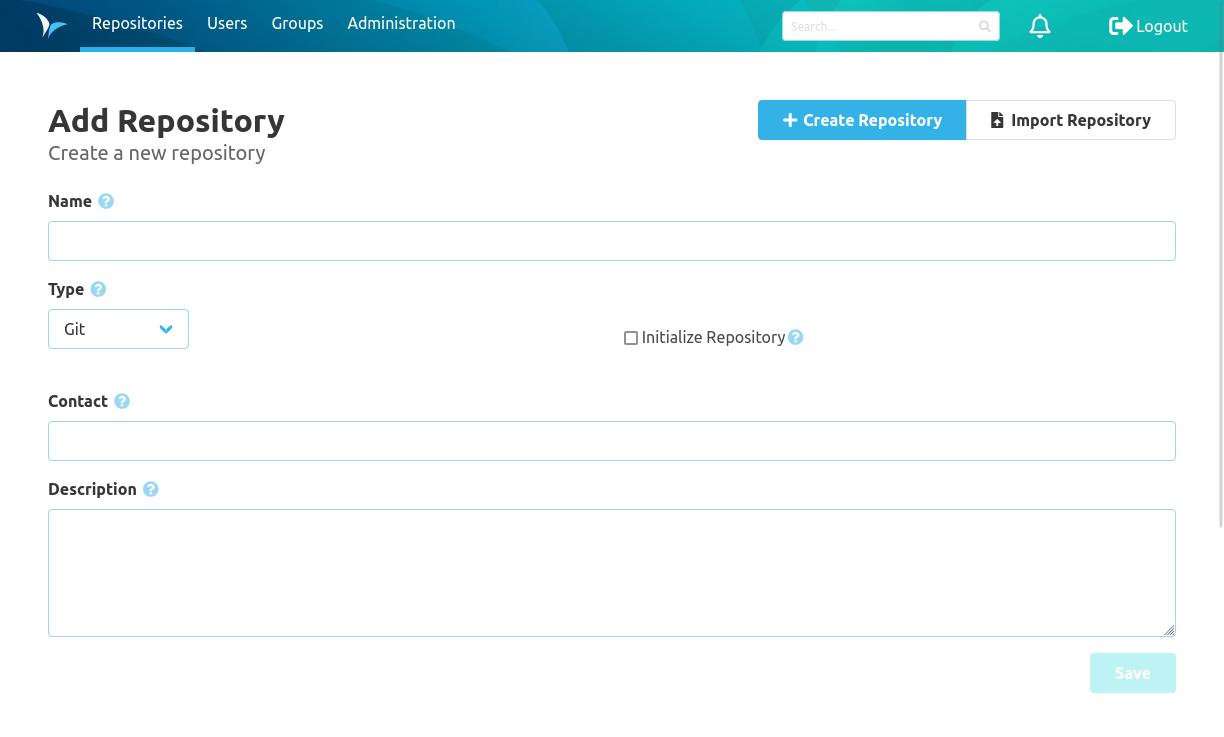 Repositories Users Groups Administration Search... Logout
Add Repository
Create Repository Import Repository
Create a new repository
Name
Type
Git
Initialize Repository
Contact
Description
Save